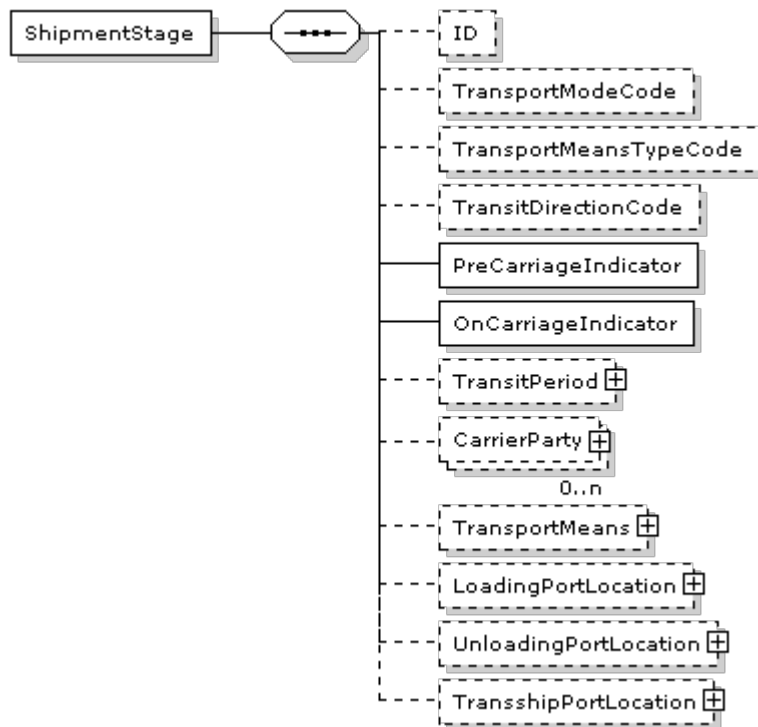 ShipmentStage
ID
TransportModeCode
TransportMeansTypeCode
TransitDirectionCode
PreCarriageIndicator
OnCarriageIndicator
TransitPeriod
CarrierParty
0..n
TransportMeans
LoadingPortLocation
UnloadingPortLocation
TransshipPortLocation